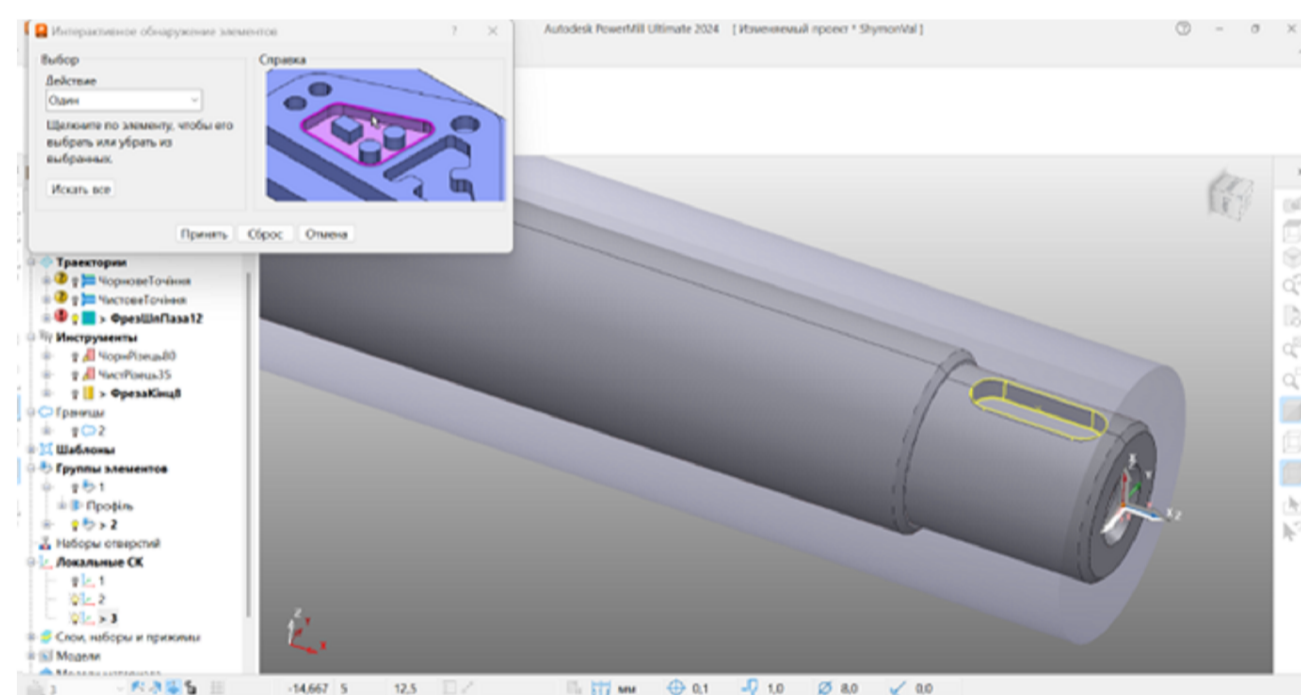 Интерактивное обнаружение элементов
?
Autodesk PowerMill Ultimate 2024 [ Изменяемый проект * ShymonVal ]
Выбор
Действие
Один
Щелкните по элементу, чтобы его
выбрать или убрать из
выбранных.
Искать все
Справка
Принять Сброс Отмена
Траектории
ЧорновеТочіння
ЧистовеТочіння
> ФрезШпПаза12
Инструменты
ЧорнРізець80
ЧистРізець35
> ФрезаКінц8
Границы
2
Шаблоны
Группы элементов
1
Профіль
> 2
Наборы отверстий
Локальные СК
1
2
> 3
Слои, наборы и прижимы
Модели
X
Y
X Z
Z
Y
X
3
-14,667 5 12,5
мм
0,1
1,0
8,0
0,0